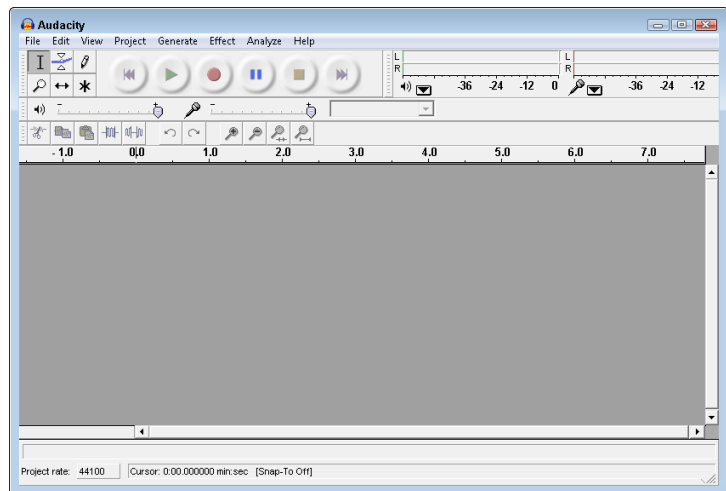 Audacity
File Edit View Project Generate Effect Analyze Help
L
R
-36 -24 -12 0
L
R
-36 -24 -12
- 1.0 0.0 1.0 2.0 3.0 4.0 5.0 6.0 7.0
Project rate: 44100 Cursor: 0:00.000000 min:sec [Snap-To Off]